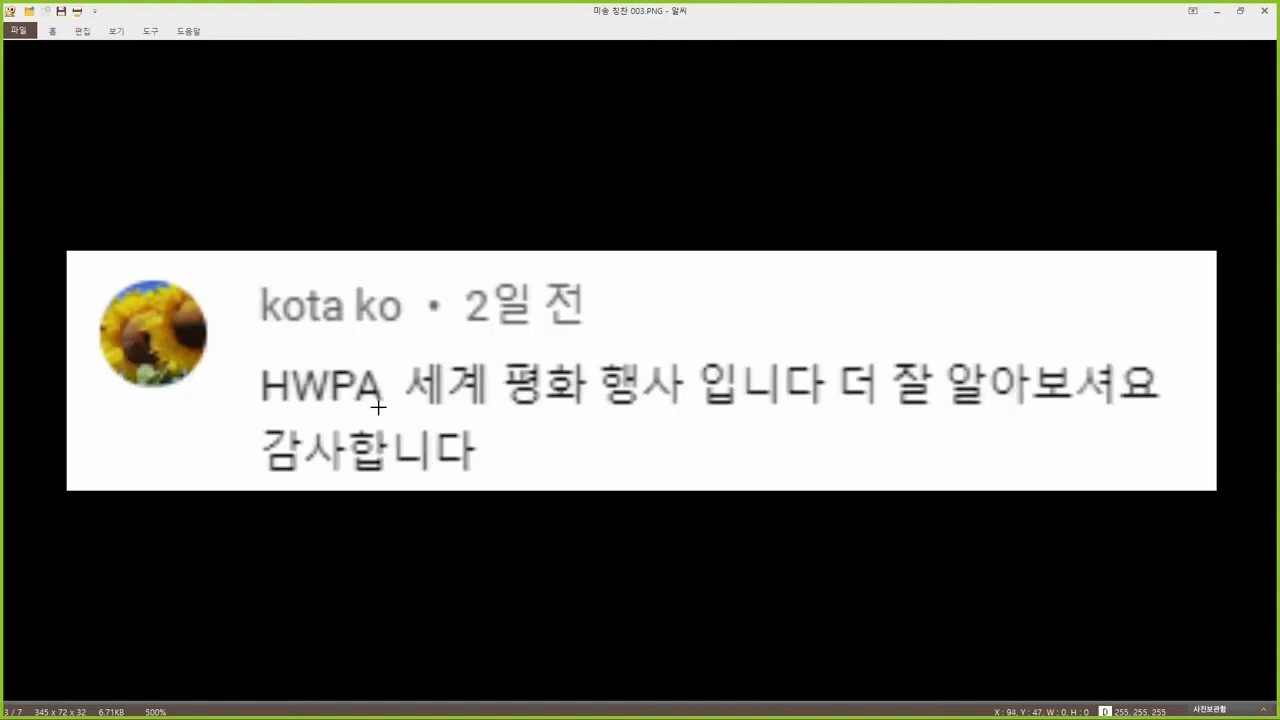 미송 칭찬 003.PNG - 알씨
파일 홈 편집 보기 도구 도움말
kota ko • 2일 전
HWPA 세계 평화 행사 입니다 더 잘 알아보셔요
감사합니다
3 / 7 345 x 72 x 32 6.71KB 500% X : 94, Y : 47, W : 0, H : 0 D 255, 255, 255 사진보관함